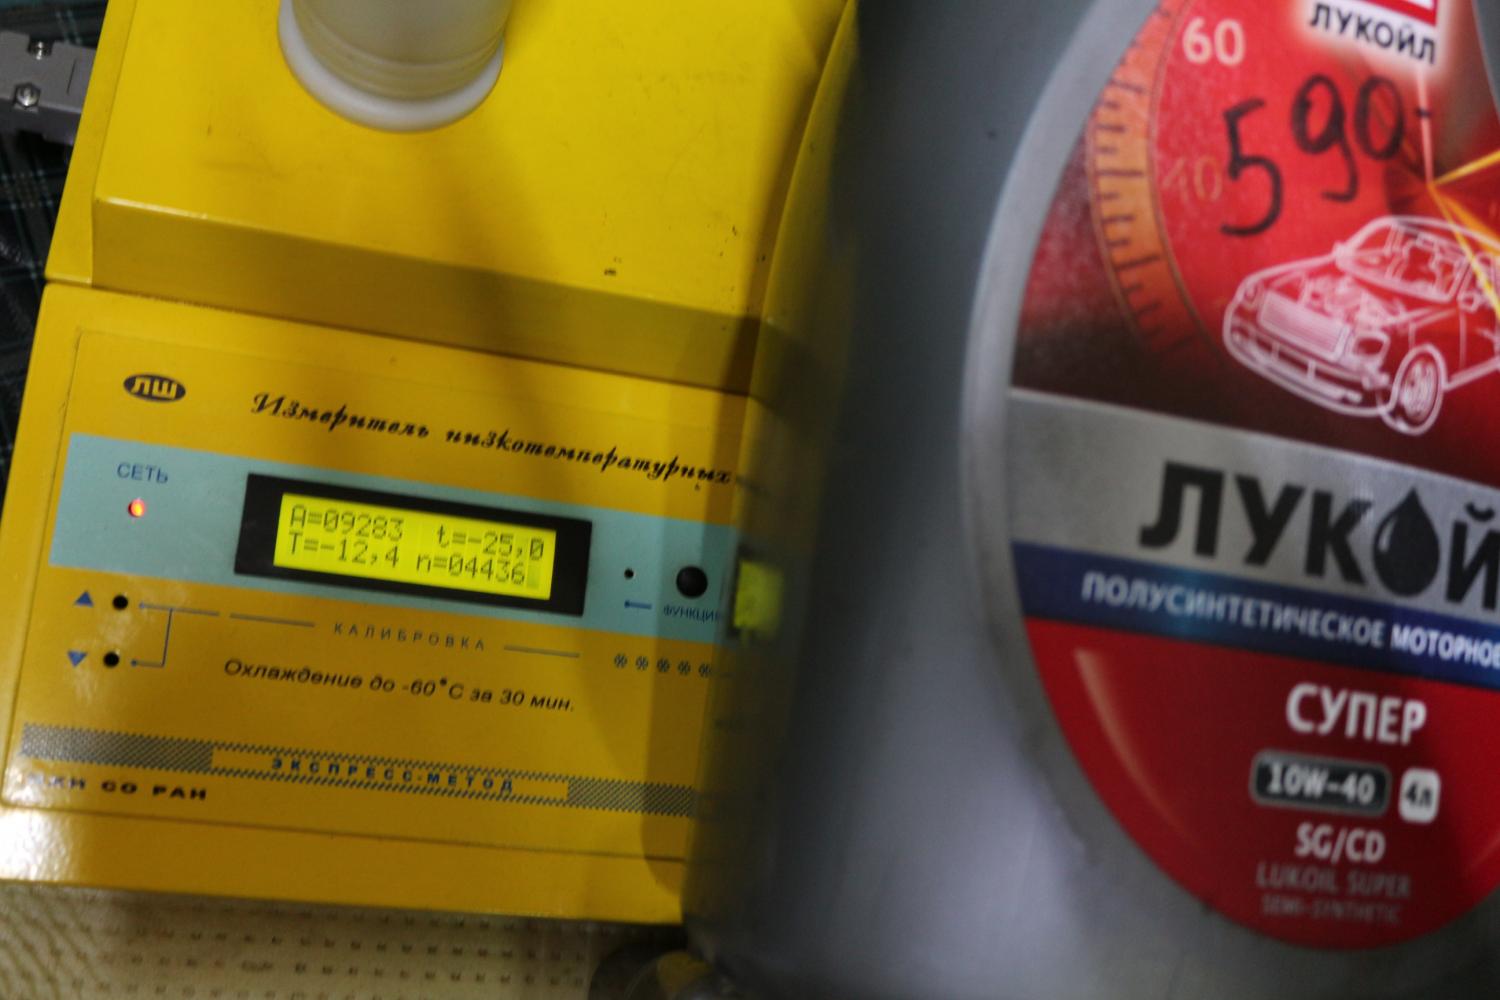 ЛШ
Измеритель низкотемпературных
СЕТЬ
A=09283 t=-25,0
T=-12,4 n=04436
ФУНКЦИ
КАЛИБРОВКА
Охлаждение до -60°С за 30 мин.
ЭКСПРЕСС-МЕТОД
СО РАН
ЛУКОЙЛ
60
40
590-
ЛУКОЙ
ПОЛУСИНТЕТИЧЕСКОЕ МОТОРНОЕ
СУПЕР
10W-40 4л
SG/CD
LUKOIL SUPER
SEMI-SYNTHETIC